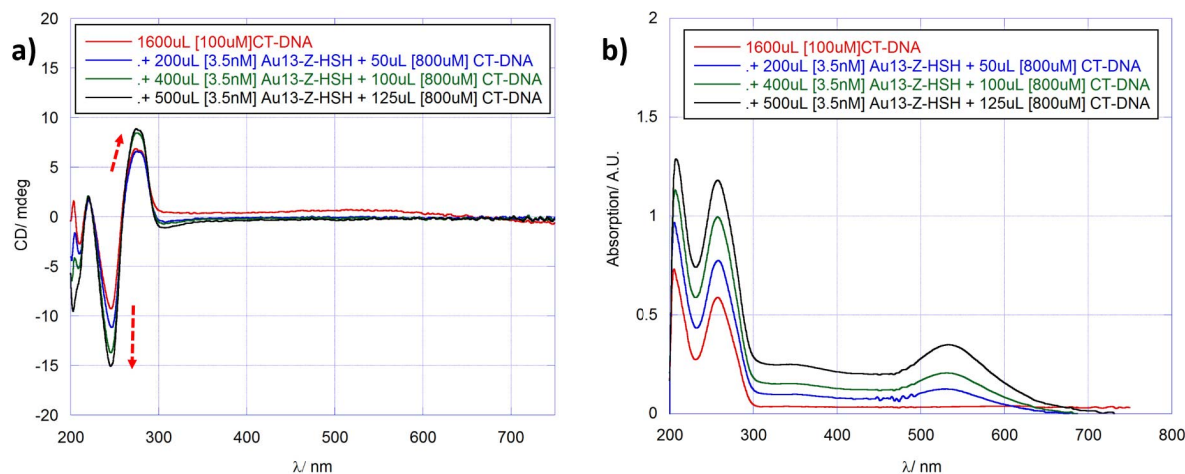 a)
20
15
10
5
0
-5
-10
-15
-20
CD/ mdeg
1600uL [100uM]CT-DNA
.+ 200uL [3.5nM] Au13-Z-HSH + 50uL [800uM] CT-DNA
.+ 400uL [3.5nM] Au13-Z-HSH + 100uL [800uM] CT-DNA
.+ 500uL [3.5nM] Au13-Z-HSH + 125uL [800uM] CT-DNA
200 300 400 500 600 700
λ/ nm
b)
2
1.5
1
0.5
0
Absorption/ A.U.
1600uL [100uM]CT-DNA
.+ 200uL [3.5nM] Au13-Z-HSH + 50uL [800uM] CT-DNA
.+ 400uL [3.5nM] Au13-Z-HSH + 100uL [800uM] CT-DNA
.+ 500uL [3.5nM] Au13-Z-HSH + 125uL [800uM] CT-DNA
200 300 400 500 600 700 800
λ/ nm